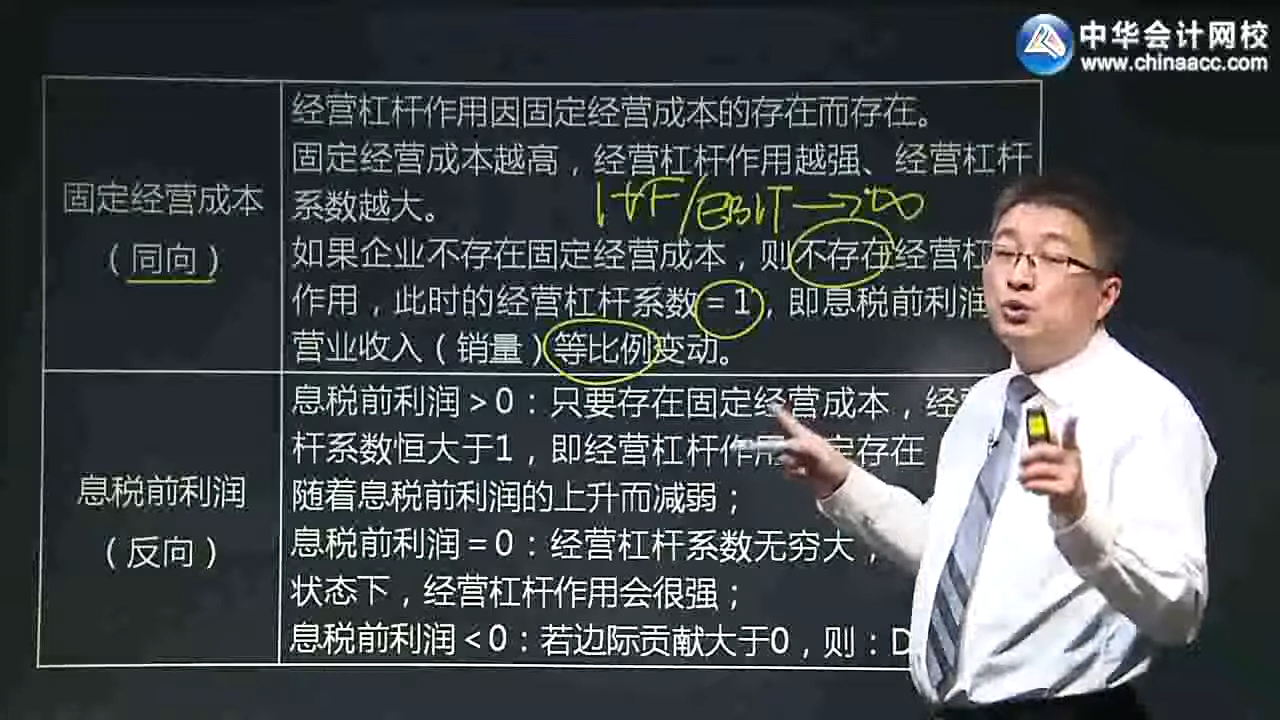 中华会计网校
www.chinaacc.com
固定经营成本
（同向）
经营杠杆作用因固定经营成本的存在而存在。
固定经营成本越高，经营杠杆作用越强、经营杠杆
系数越大。
1+F/EBIT→∞
如果企业不存在固定经营成本，则不存在经营杠
作用，此时的经营杠杆系数=1，即息税前利润
营业收入（销量）等比例变动。
息税前利润
（反向）
息税前利润＞0：只要存在固定经营成本，经
杆系数恒大于1，即经营杠杆作用 定存在
随着息税前利润的上升而减弱；
息税前利润＝0：经营杠杆系数无穷大，
状态下，经营杠杆作用会很强；
息税前利润＜0：若边际贡献大于0，则：D